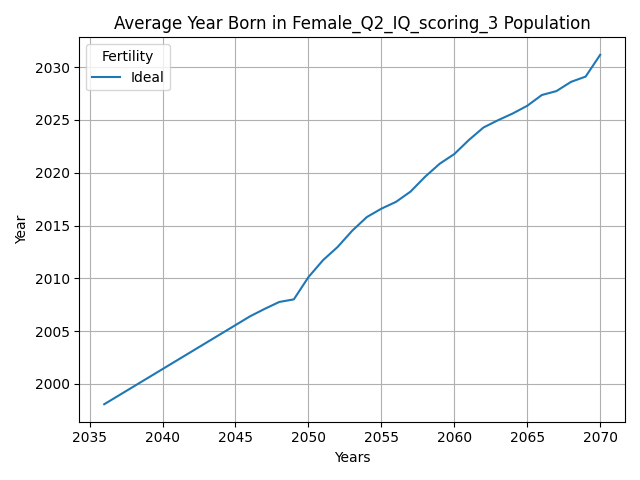 Average Year Born in Female_Q2_IQ_scoring_3 Population
Fertility
Ideal
Year
2030
2025
2020
2015
2010
2005
2000
2035 2040 2045 2050 2055 2060 2065 2070
Years